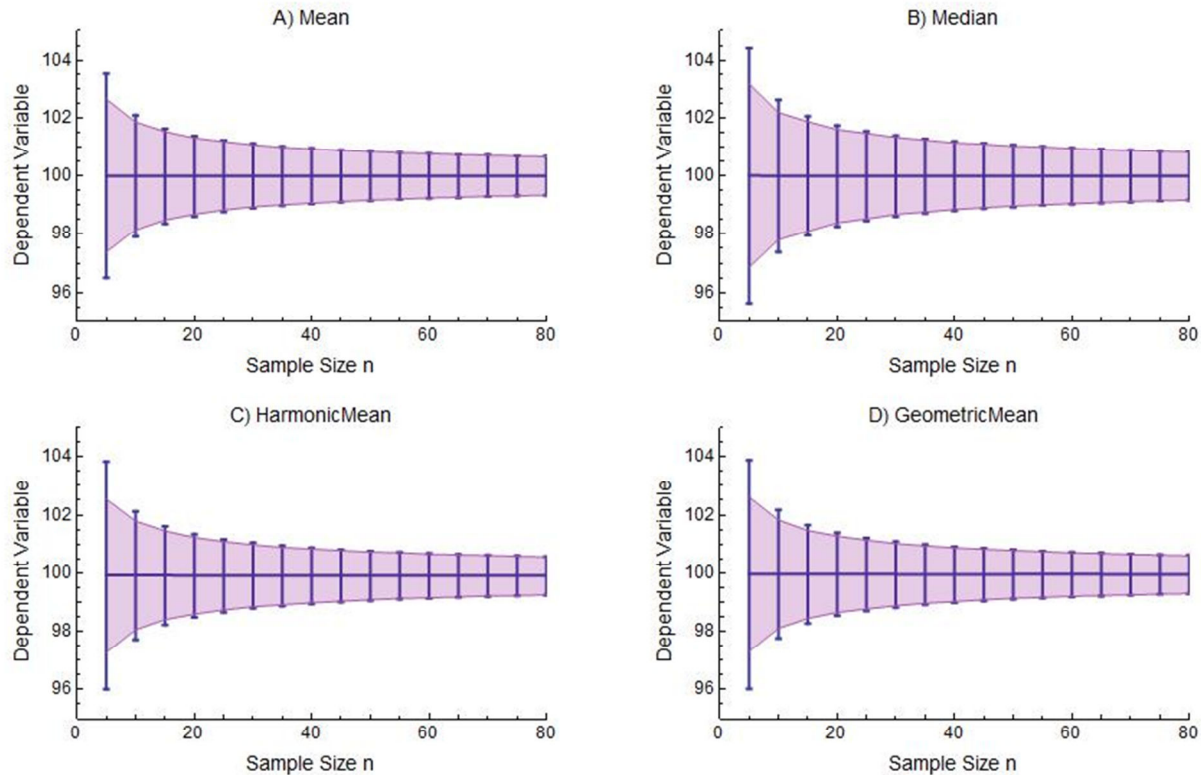 A) Mean
104
102
100
98
96
0 20 40 60 80
Dependent Variable
Sample Size n
B) Median
104
102
100
98
96
0 20 40 60 80
Dependent Variable
Sample Size n
C) HarmonicMean
104
102
100
98
96
0 20 40 60 80
Dependent Variable
Sample Size n
D) GeometricMean
104
102
100
98
96
0 20 40 60 80
Dependent Variable
Sample Size n